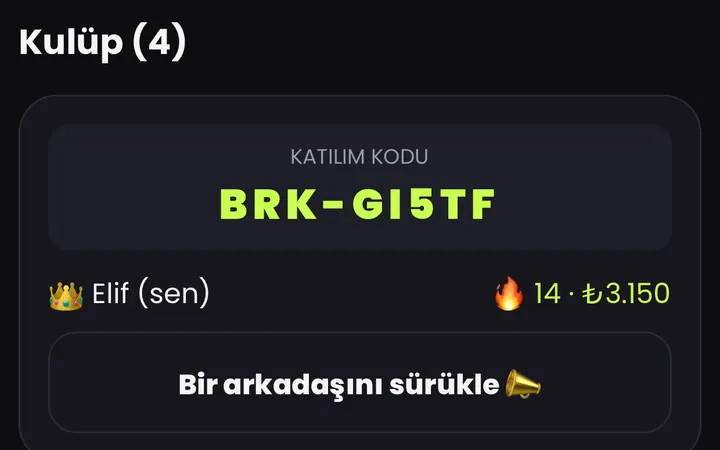 Kulüp (4)
KATILIM KODU
BRK-GI5TF
👑 Elif (sen) 🔥 14 · ₺3.150
Bir arkadaşını sürükle 📣